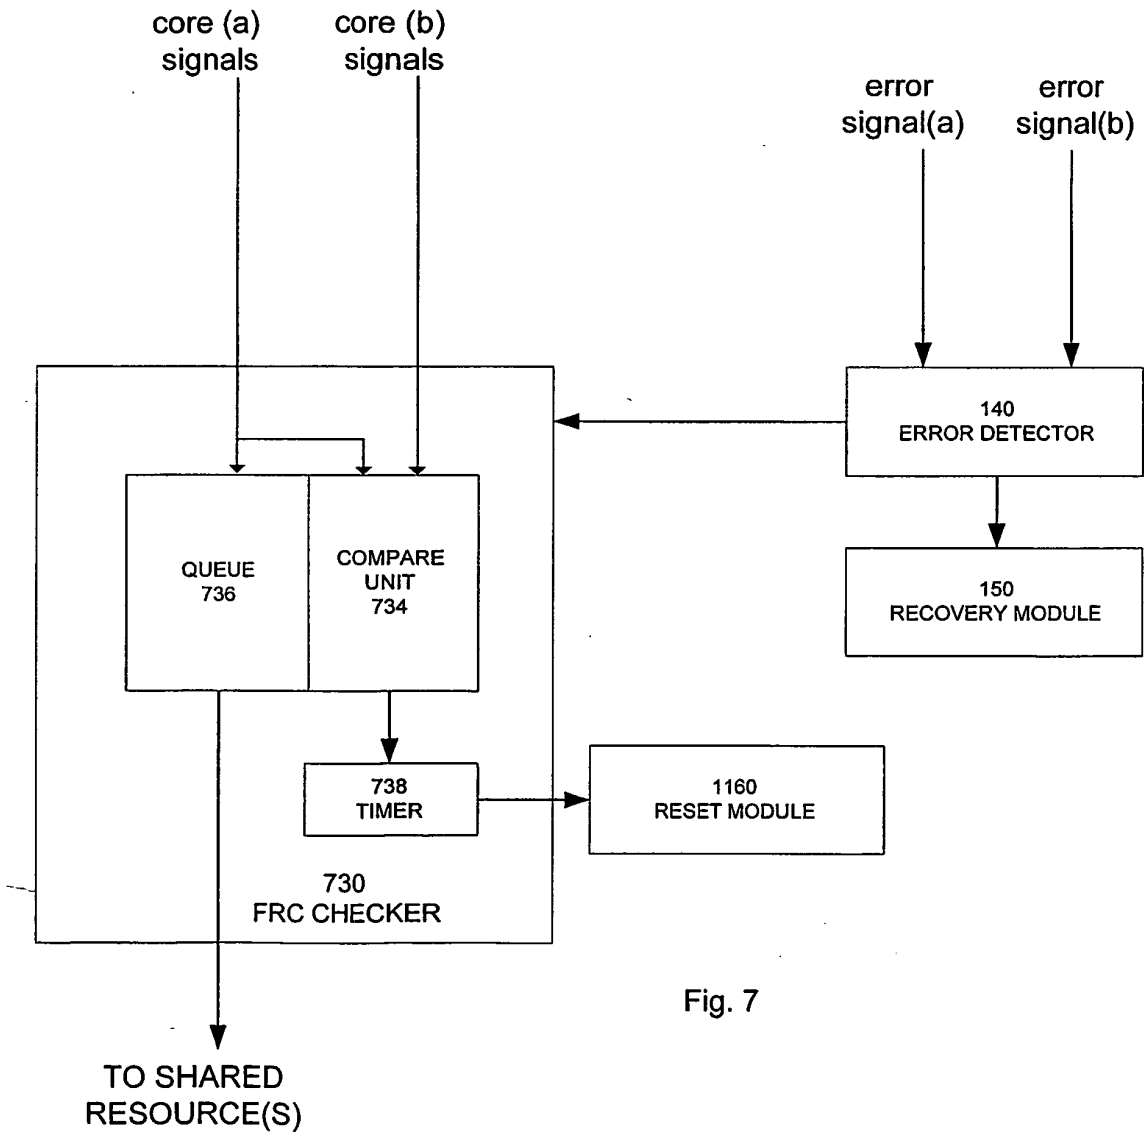 core (a)
signals
core (b)
signals
error
signal(a)
error
signal(b)
140
ERROR DETECTOR
QUEUE
736
COMPARE
UNIT
734
150
RECOVERY MODULE
738
TIMER
1160
RESET MODULE
730
FRC CHECKER
Fig. 7
TO SHARED
RESOURCE(S)